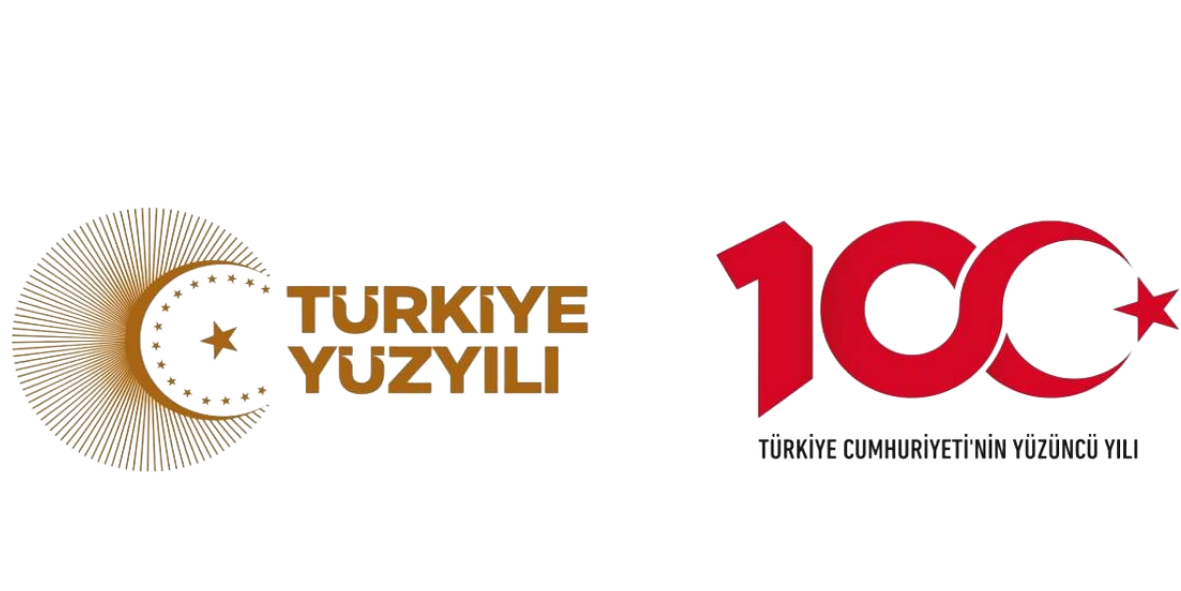 TÜRKİYE
YÜZYILI
100
TÜRKİYE CUMHURİYETİ'NİN YÜZÜNCÜ YILI